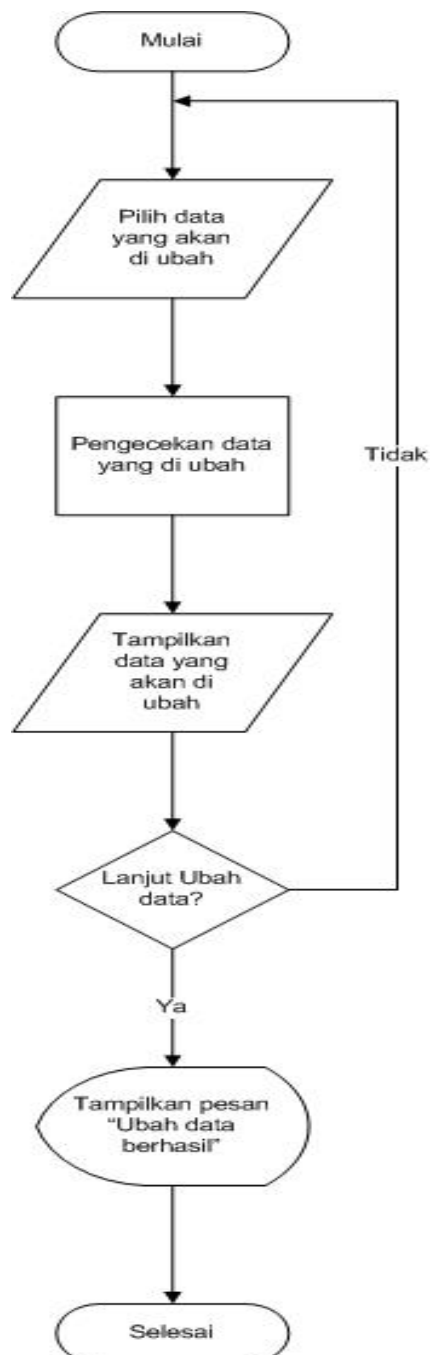 Mulai
Pilih data
yang akan
di ubah
Pengecekan data
yang di ubah
Tidak
Tampilkan
data yang
akan di
ubah
Lanjut Ubah
data?
Ya
Tampilkan pesan
“Ubah data
berhasil”
Selesai